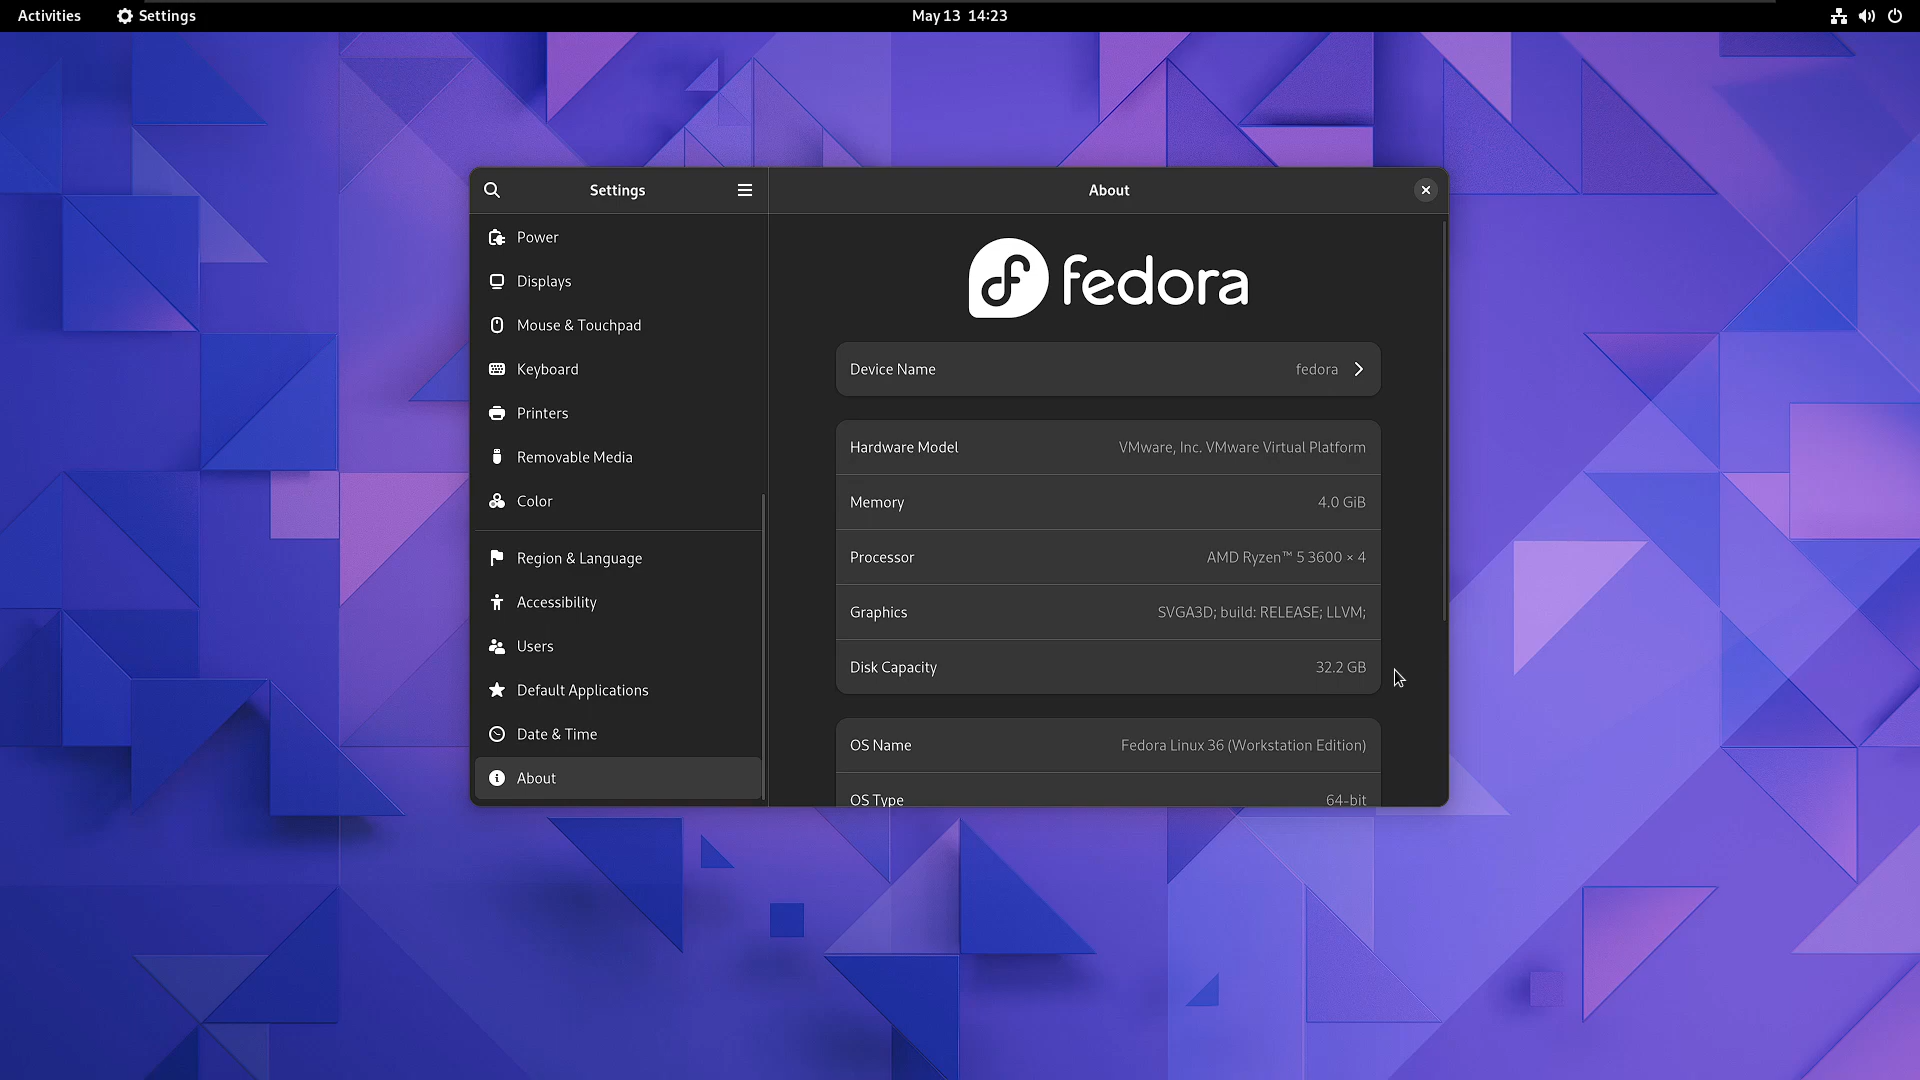 Activities Settings May 13 14:23
Settings
About
Power
Displays
Mouse & Touchpad
Keyboard
Printers
Removable Media
Color
Region & Language
Accessibility
Users
Default Applications
Date & Time
About
fedora
Device Name fedora
Hardware Model VMware, Inc. VMware Virtual Platform
Memory 4.0 GiB
Processor AMD Ryzen™ 5 3600 × 4
Graphics SVGA3D; build: RELEASE; LLVM;
Disk Capacity 32.2 GB
OS Name Fedora Linux 36 (Workstation Edition)
OS Type 64-bit